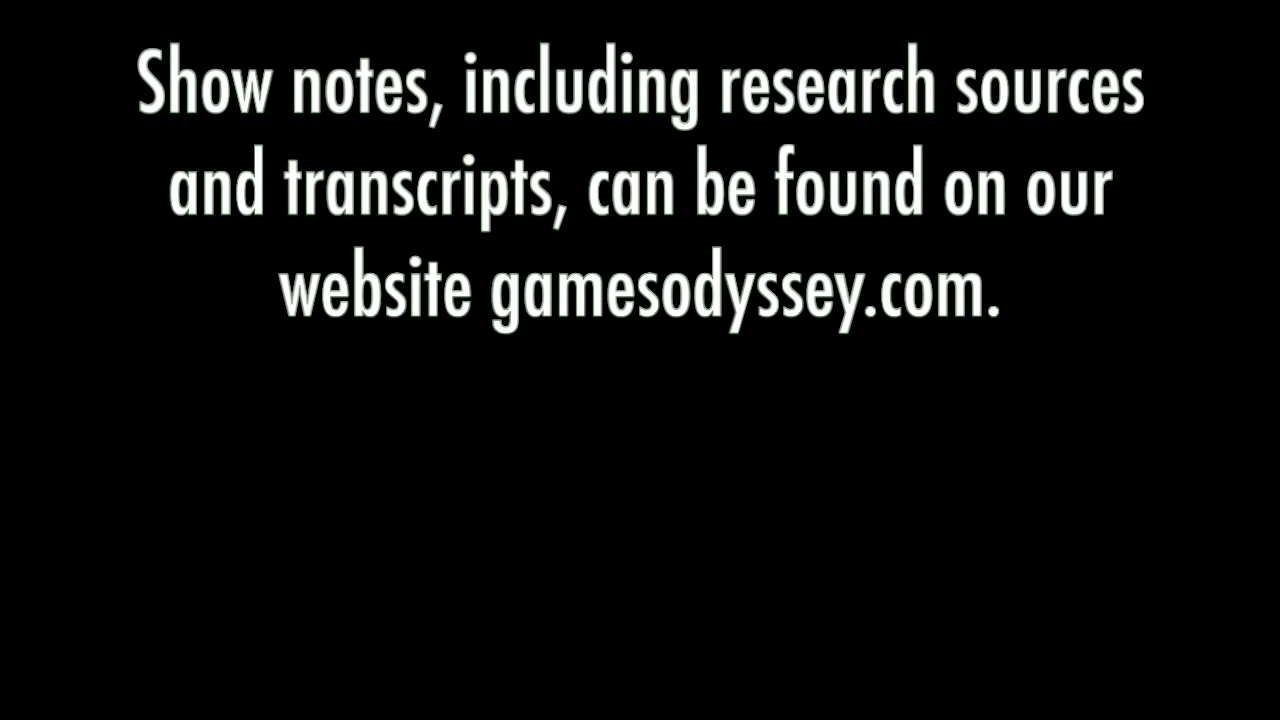 Show notes, including research sources
and transcripts, can be found on our
website gamesodyssey.com.